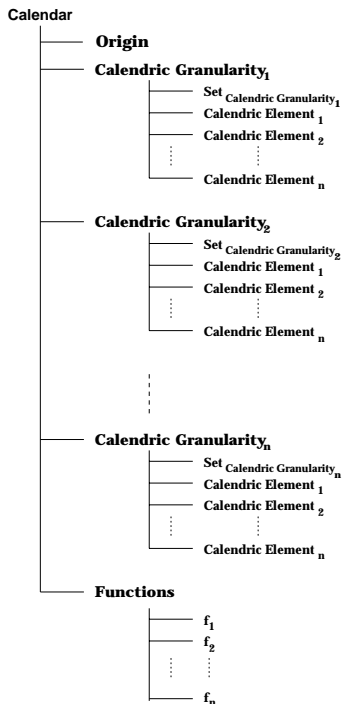 Calendar
Origin
Calendric Granularity1
Set Calendric Granularity1
Calendric Element 1
Calendric Element 2
Calendric Element n
Calendric Granularity2
Set Calendric Granularity2
Calendric Element 1
Calendric Element 2
Calendric Element n
Calendric Granularityn
Set Calendric Granularityn
Calendric Element 1
Calendric Element 2
Calendric Element n
Functions
f1
f2
fn